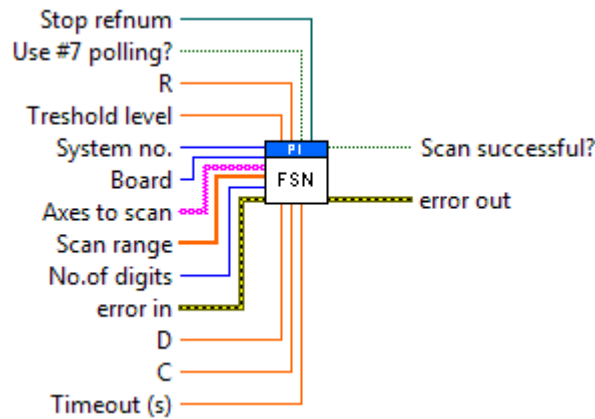 Stop refnum
Use #7 polling?
R
Treshold level
System no.
Board
Axes to scan
Scan range
No.of digits
error in
D
C
Timeout (s)
PI
FSN
Scan successful?
error out